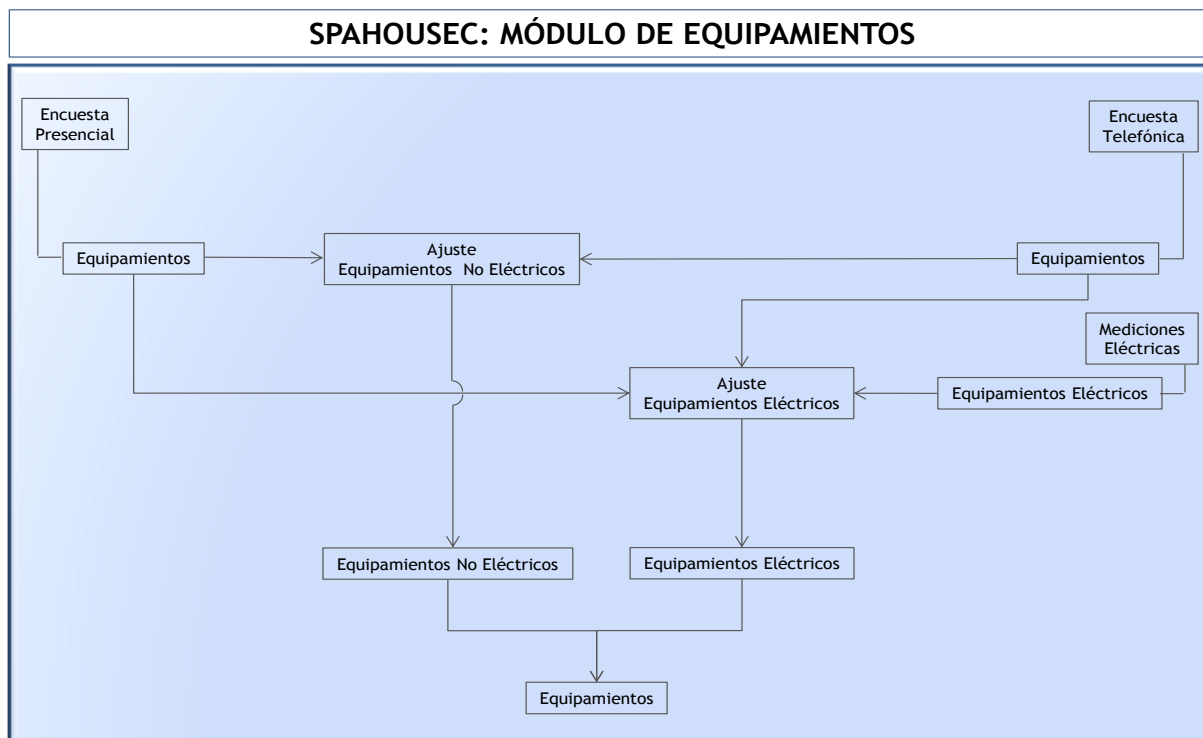 SPAHOUSEC: MÓDULO DE EQUIPAMIENTOS
Encuesta
Presencial
Encuesta
Telefónica
Equipamientos
Ajuste
Equipamientos No Eléctricos
Equipamientos
Mediciones
Eléctricas
Ajuste
Equipamientos Eléctricos
Equipamientos Eléctricos
Equipamientos No Eléctricos
Equipamientos Eléctricos
Equipamientos